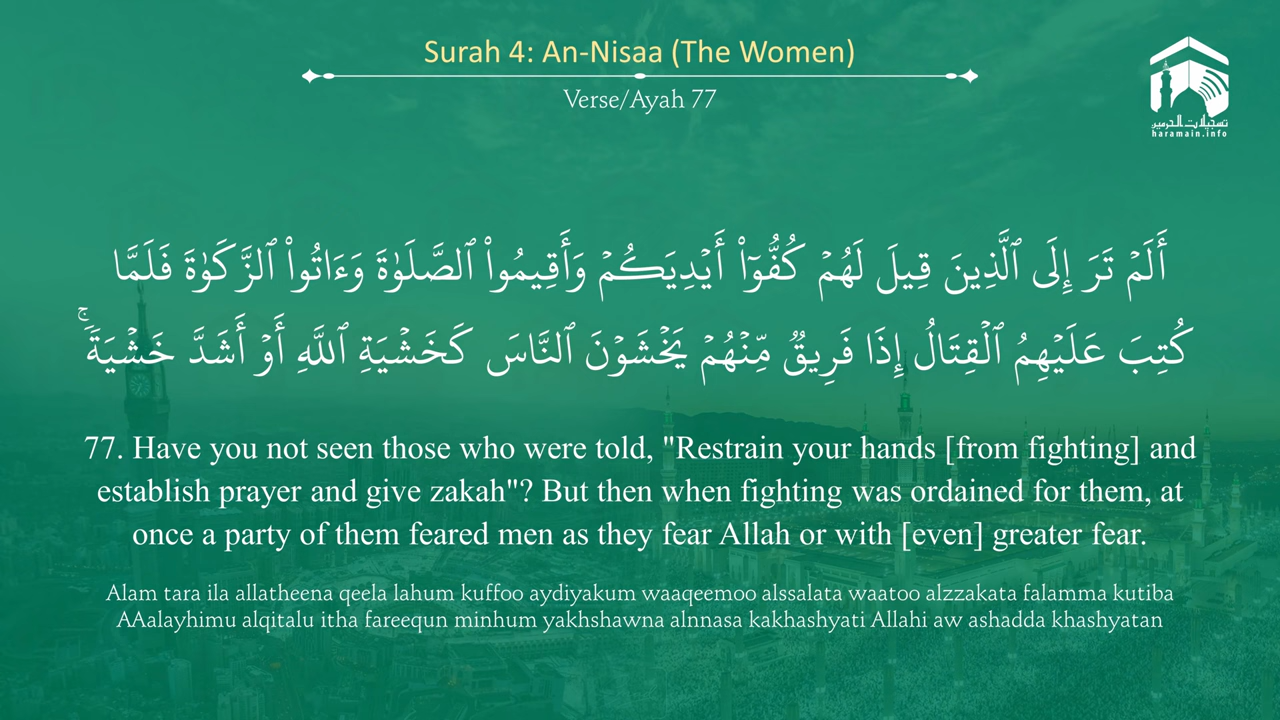 Surah 4: An-Nisaa (The Women)
Verse/Ayah 77
تسجيلات الحرمين
haramain.info
أَلَمۡ تَرَ إِلَى ٱلَّذِينَ قِيلَ لَهُمۡ كُفُّوٓاْ أَيۡدِيَكُمۡ وَأَقِيمُواْ ٱلصَّلَوٰةَ وَءَاتُواْ ٱلزَّكَوٰةَ فَلَمَّا
كُتِبَ عَلَيۡهِمُ ٱلۡقِتَالُ إِذَا فَرِيقٞ مِّنۡهُمۡ يَخۡشَوۡنَ ٱلنَّاسَ كَخَشۡيَةِ ٱللَّهِ أَوۡ أَشَدَّ خَشۡيَةٗۚ
77. Have you not seen those who were told, "Restrain your hands [from fighting] and
establish prayer and give zakah"? But then when fighting was ordained for them, at
once a party of them feared men as they fear Allah or with [even] greater fear.
Alam tara ila allatheena qeela lahum kuffoo aydiyakum waaqeemoo alssalata waatoo alzzakata falamma kutiba
AAalayhimu alqitalu itha fareequn minhum yakhshawna alnnasa kakhashyati Allahi aw ashadda khashyatan